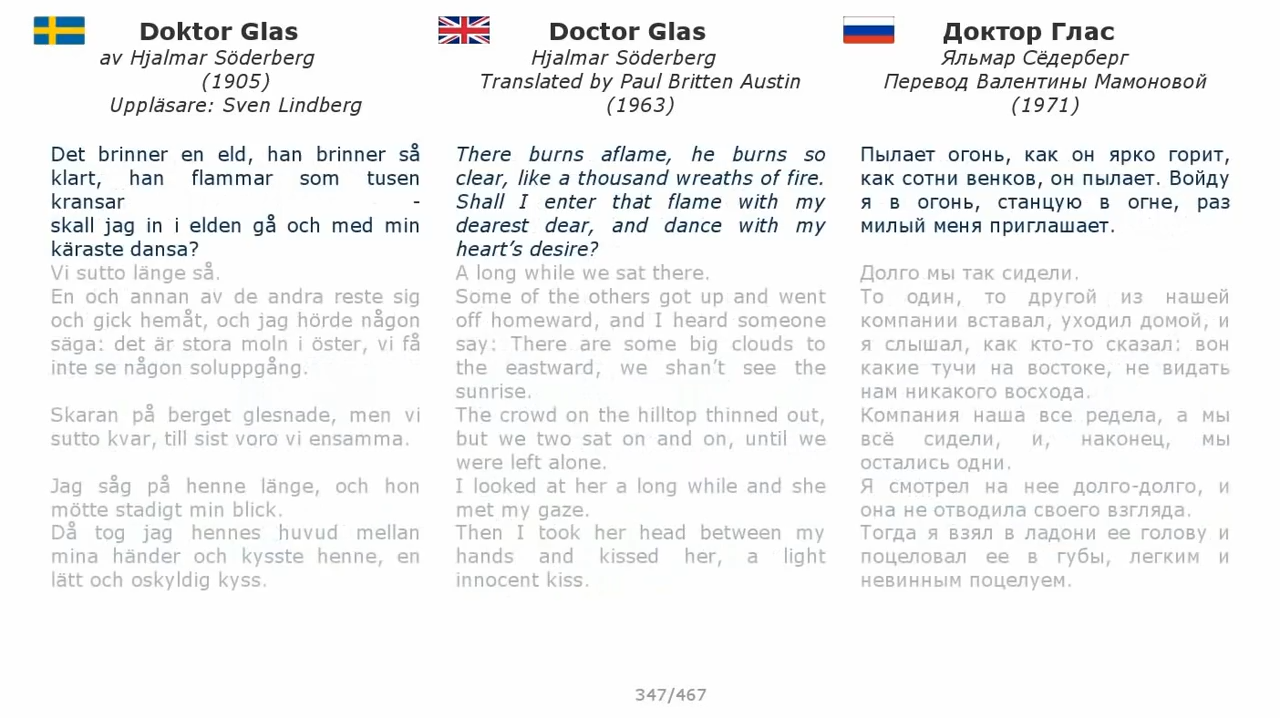 Doktor Glas
av Hjalmar Söderberg
(1905)
Uppläsare: Sven Lindberg
Det brinner en eld, han brinner så
klart, han flammar som tusen
kransar -
skall jag in i elden gå och med min
käraste dansa?
Vi sutto länge så.
En och annan av de andra reste sig
och gick hemåt, och jag hörde någon
säga: det är stora moln i öster, vi få
inte se någon soluppgång.
Skaran på berget glesnade, men vi
sutto kvar, till sist voro vi ensamma.
Jag såg på henne länge, och hon
mötte stadigt min blick.
Då tog jag hennes huvud mellan
mina händer och kysste henne, en
lätt och oskyldig kyss.
Doctor Glas
Hjalmar Söderberg
Translated by Paul Britten Austin
(1963)
There burns aflame, he burns so
clear, like a thousand wreaths of fire.
Shall I enter that flame with my
dearest dear, and dance with my
heart’s desire?
A long while we sat there.
Some of the others got up and went
off homeward, and I heard someone
say: There are some big clouds to
the eastward, we shan’t see the
sunrise.
The crowd on the hilltop thinned out,
but we two sat on and on, until we
were left alone.
I looked at her a long while and she
met my gaze.
Then I took her head between my
hands and kissed her, a light
innocent kiss.
Доктор Глас
Яльмар Сёдерберг
Перевод Валентины Мамоновой
(1971)
Пылает огонь, как он ярко горит,
как сотни венков, он пылает. Войду
я в огонь, станцую в огне, раз
милый меня приглашает.
Долго мы так сидели.
То один, то другой из нашей
компании вставал, уходил домой, и
я слышал, как кто-то сказал: вон
какие тучи на востоке, не видать
нам никакого восхода.
Компания наша все редела, а мы
всё сидели, и, наконец, мы
остались одни.
Я смотрел на нее долго-долго, и
она не отводила своего взгляда.
Тогда я взял в ладони ее голову и
поцеловал ее в губы, легким и
невинным поцелуем.
347/467